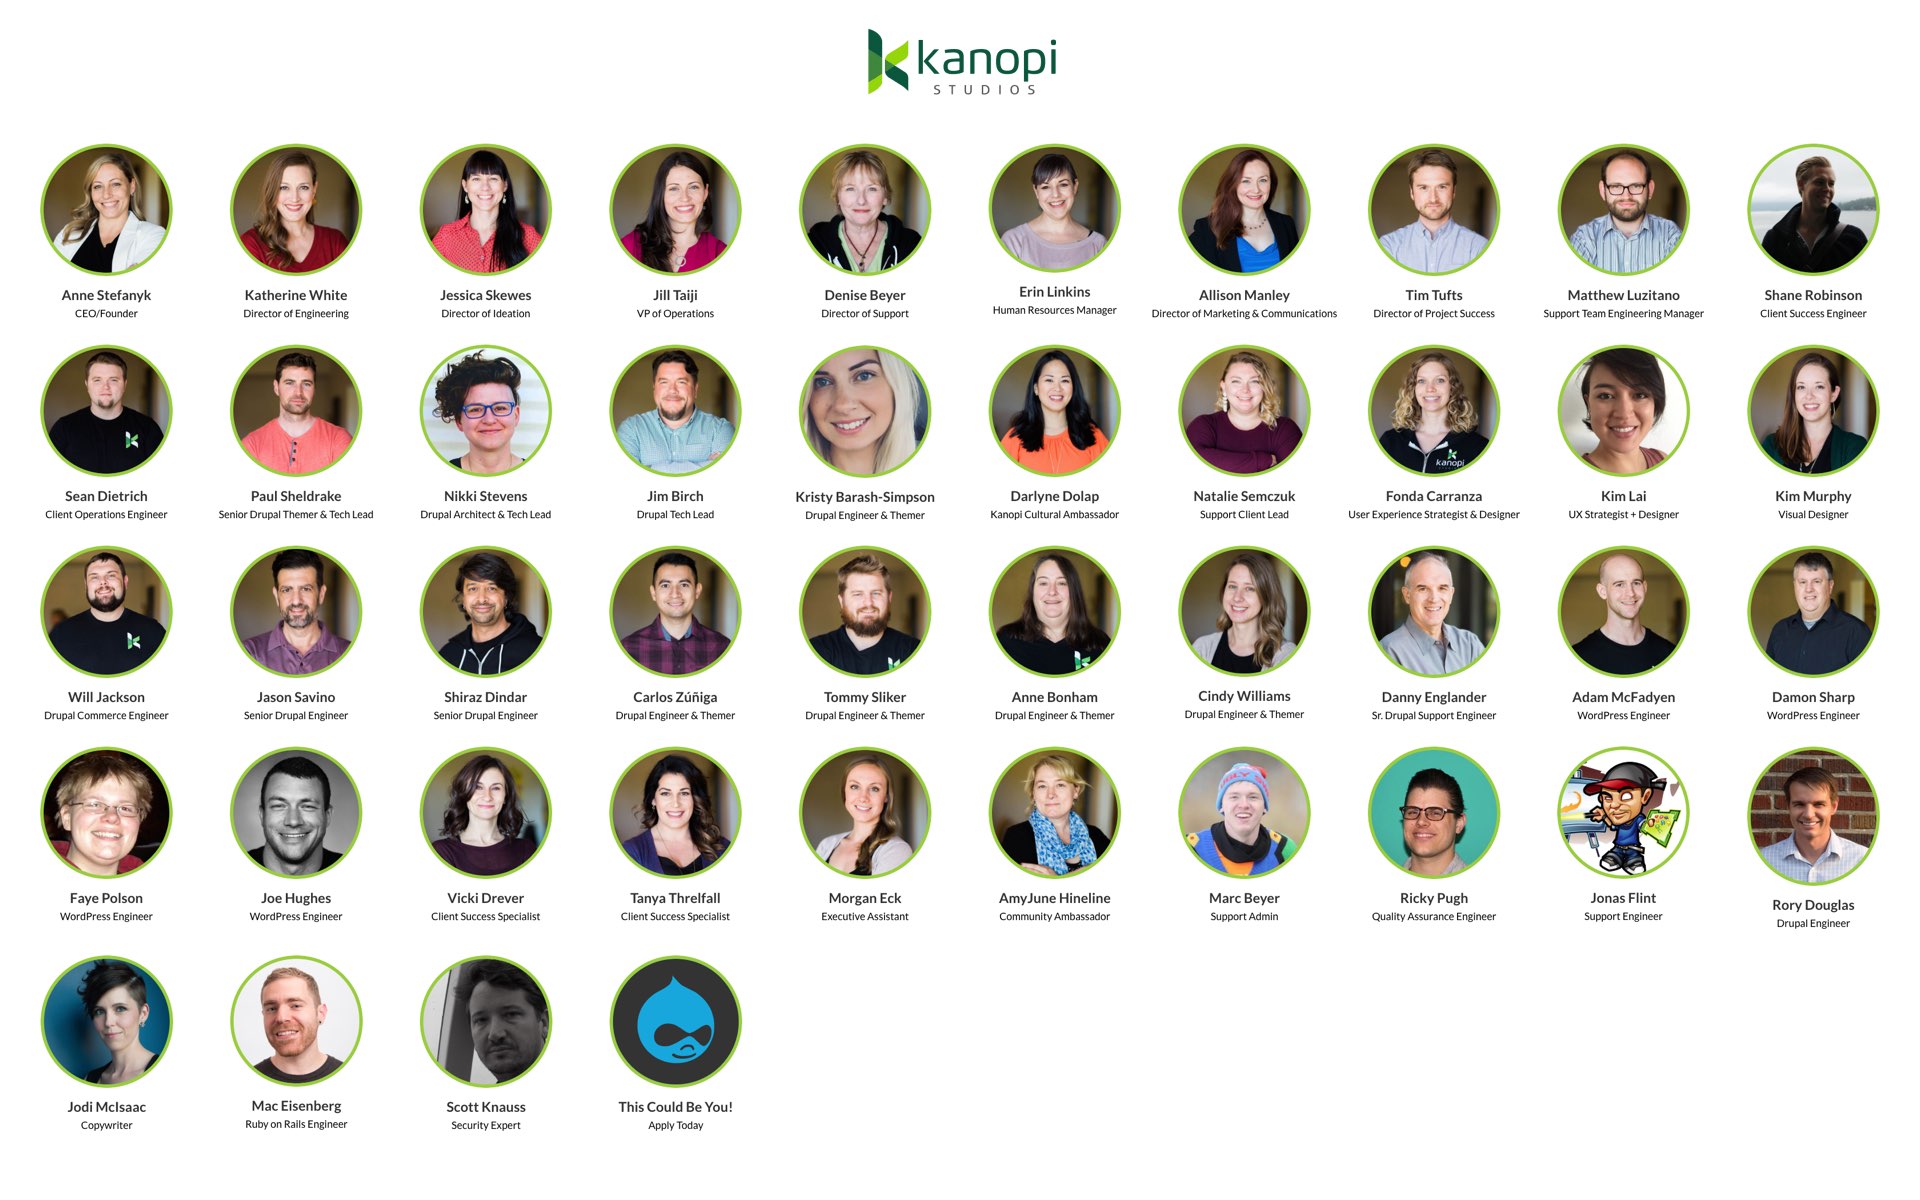 kanopi
STUDIOS
Anne Stefanyk
CEO/Founder
Katherine White
Director of Engineering
Jessica Skewes
Director of Ideation
Jill Taiji
VP of Operations
Denise Beyer
Director of Support
Erin Linkins
Human Resources Manager
Allison Manley
Director of Marketing & Communications
Tim Tufts
Director of Project Success
Matthew Luzitano
Support Team Engineering Manager
Shane Robinson
Client Success Engineer
Sean Dietrich
Client Operations Engineer
Paul Sheldrake
Senior Drupal Themer & Tech Lead
Nikki Stevens
Drupal Architect & Tech Lead
Jim Birch
Drupal Tech Lead
Kristy Barash-Simpson
Drupal Engineer & Themer
Darlyne Dolap
Kanopi Cultural Ambassador
Natalie Semczuk
Support Client Lead
kanopi
Fonda Carranza
User Experience Strategist & Designer
Kim Lai
UX Strategist + Designer
Kim Murphy
Visual Designer
Will Jackson
Drupal Commerce Engineer
Jason Savino
Senior Drupal Engineer
Shiraz Dindar
Senior Drupal Engineer
Carlos Zúñiga
Drupal Engineer & Themer
Tommy Sliker
Drupal Engineer & Themer
Anne Bonham
Drupal Engineer & Themer
Cindy Williams
Drupal Engineer & Themer
Danny Englander
Sr. Drupal Support Engineer
Adam McFadyen
WordPress Engineer
Damon Sharp
WordPress Engineer
Faye Polson
WordPress Engineer
Joe Hughes
WordPress Engineer
Vicki Drever
Client Success Specialist
Tanya Threlfall
Client Success Specialist
Morgan Eck
Executive Assistant
AmyJune Hineline
Community Ambassador
Marc Beyer
Support Admin
Ricky Pugh
Quality Assurance Engineer
Jonas Flint
Support Engineer
Rory Douglas
Drupal Engineer
Jodi McIsaac
Copywriter
Mac Eisenberg
Ruby on Rails Engineer
Scott Knauss
Security Expert
This Could Be You!
Apply Today